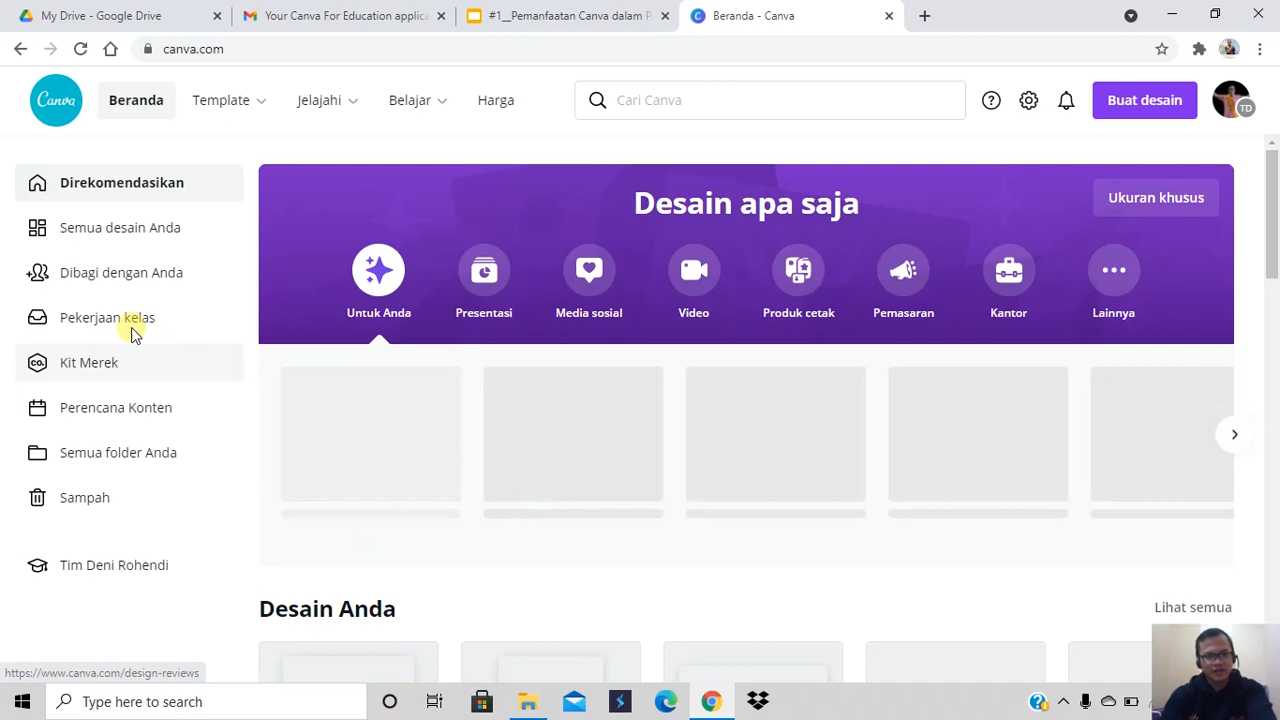 My Drive - Google Drive
Your Canva For Education applic
#1__Pemanfaatan Canva dalam P
Beranda - Canva
canva.com
Canva
Beranda
Template
Jelajahi
Belajar
Harga
Cari Canva
Buat desain
TD
Direkomendasikan
Semua desain Anda
Dibagi dengan Anda
Pekerjaan kelas
Kit Merek
CO.
Perencana Konten
Semua folder Anda
Sampah
Tim Deni Rohendi
Desain apa saja
Ukuran khusus
Untuk Anda
Presentasi
Media sosial
Video
Produk cetak
Pemasaran
Kantor
Lainnya
Desain Anda
Lihat semua
https://www.canva.com/design-reviews
Type here to search